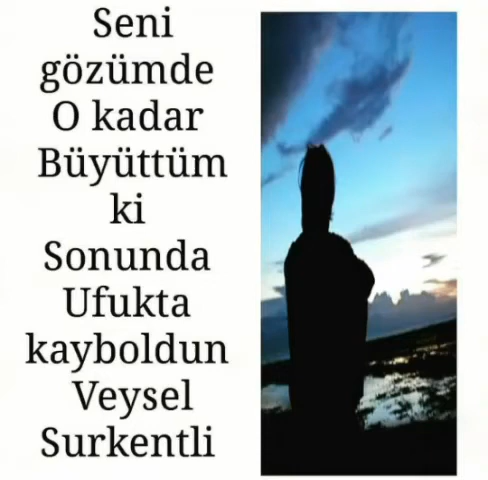 Seni
gözümde
O kadar
Büyüttüm
ki
Sonunda
Ufukta
kayboldun
Veysel
Surkentli